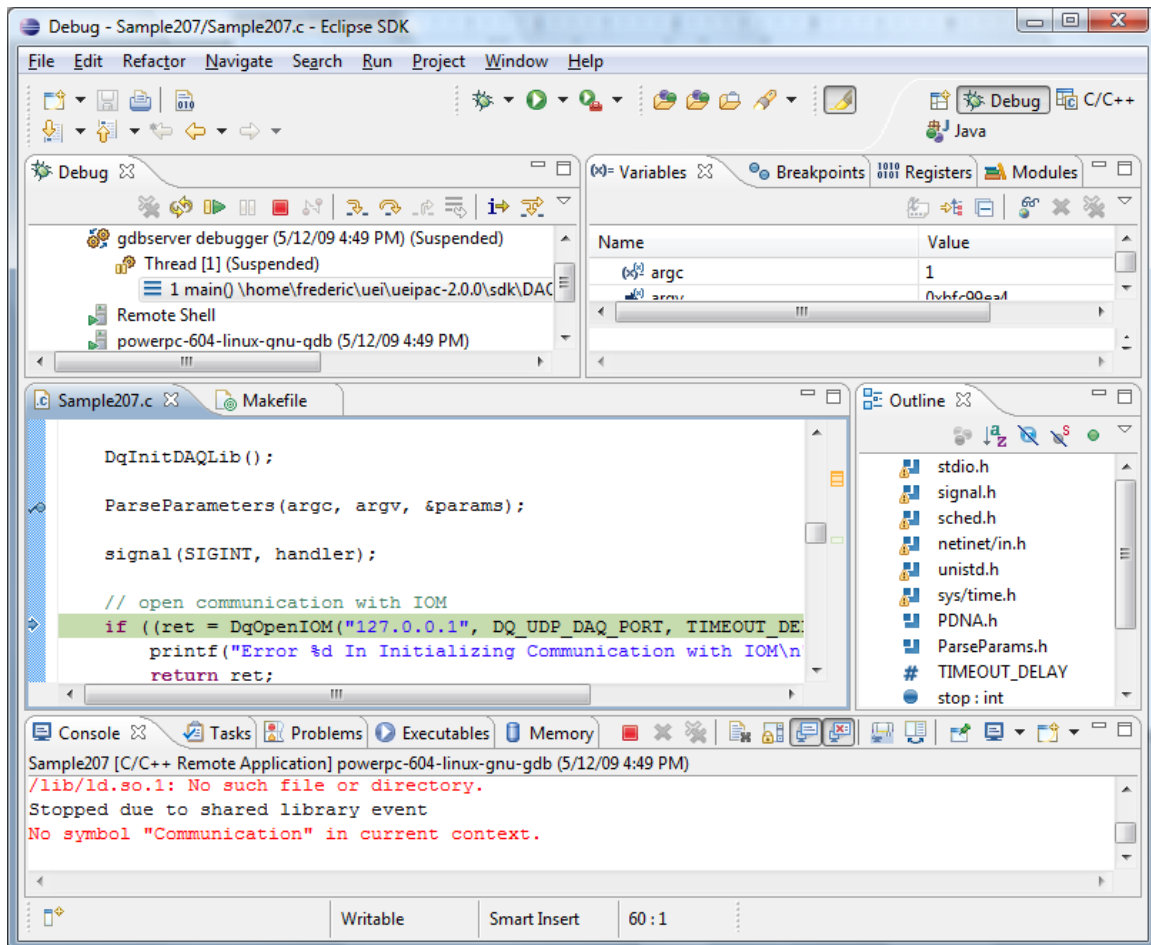 Debug - Sample207/Sample207.c - Eclipse SDK
File Edit Refactor Navigate Search Run Project Window Help
Debug C/C++
Java
Debug
gdbserver debugger (5/12/09 4:49 PM) (Suspended)
Thread [1] (Suspended)
1 main() \home\frederic\uei\ueipac-2.0.0\sdk\DAC
Remote Shell
powerpc-604-linux-gnu-gdb (5/12/09 4:49 PM)
(x)= Variables Breakpoints Registers Modules
Name Value
argc 1
argv 0xbfc99ea4
Sample207.c Makefile
DqInitDAQLib();
ParseParameters(argc, argv, &params);
signal(SIGINT, handler);
// open communication with IOM
if ((ret = DqOpenIOM("127.0.0.1", DQ_UDP_DAQ_PORT, TIMEOUT_DE
printf("Error %d In Initializing Communication with IOM\n
return ret;
Outline
stdio.h
signal.h
sched.h
netinet/in.h
unistd.h
sys/time.h
PDNA.h
ParseParams.h
# TIMEOUT_DELAY
stop : int
Console Tasks Problems Executables Memory
Sample207 [C/C++ Remote Application] powerpc-604-linux-gnu-gdb (5/12/09 4:49 PM)
/lib/ld.so.1: No such file or directory.
Stopped due to shared library event
No symbol "Communication" in current context.
Writable Smart Insert 60 : 1